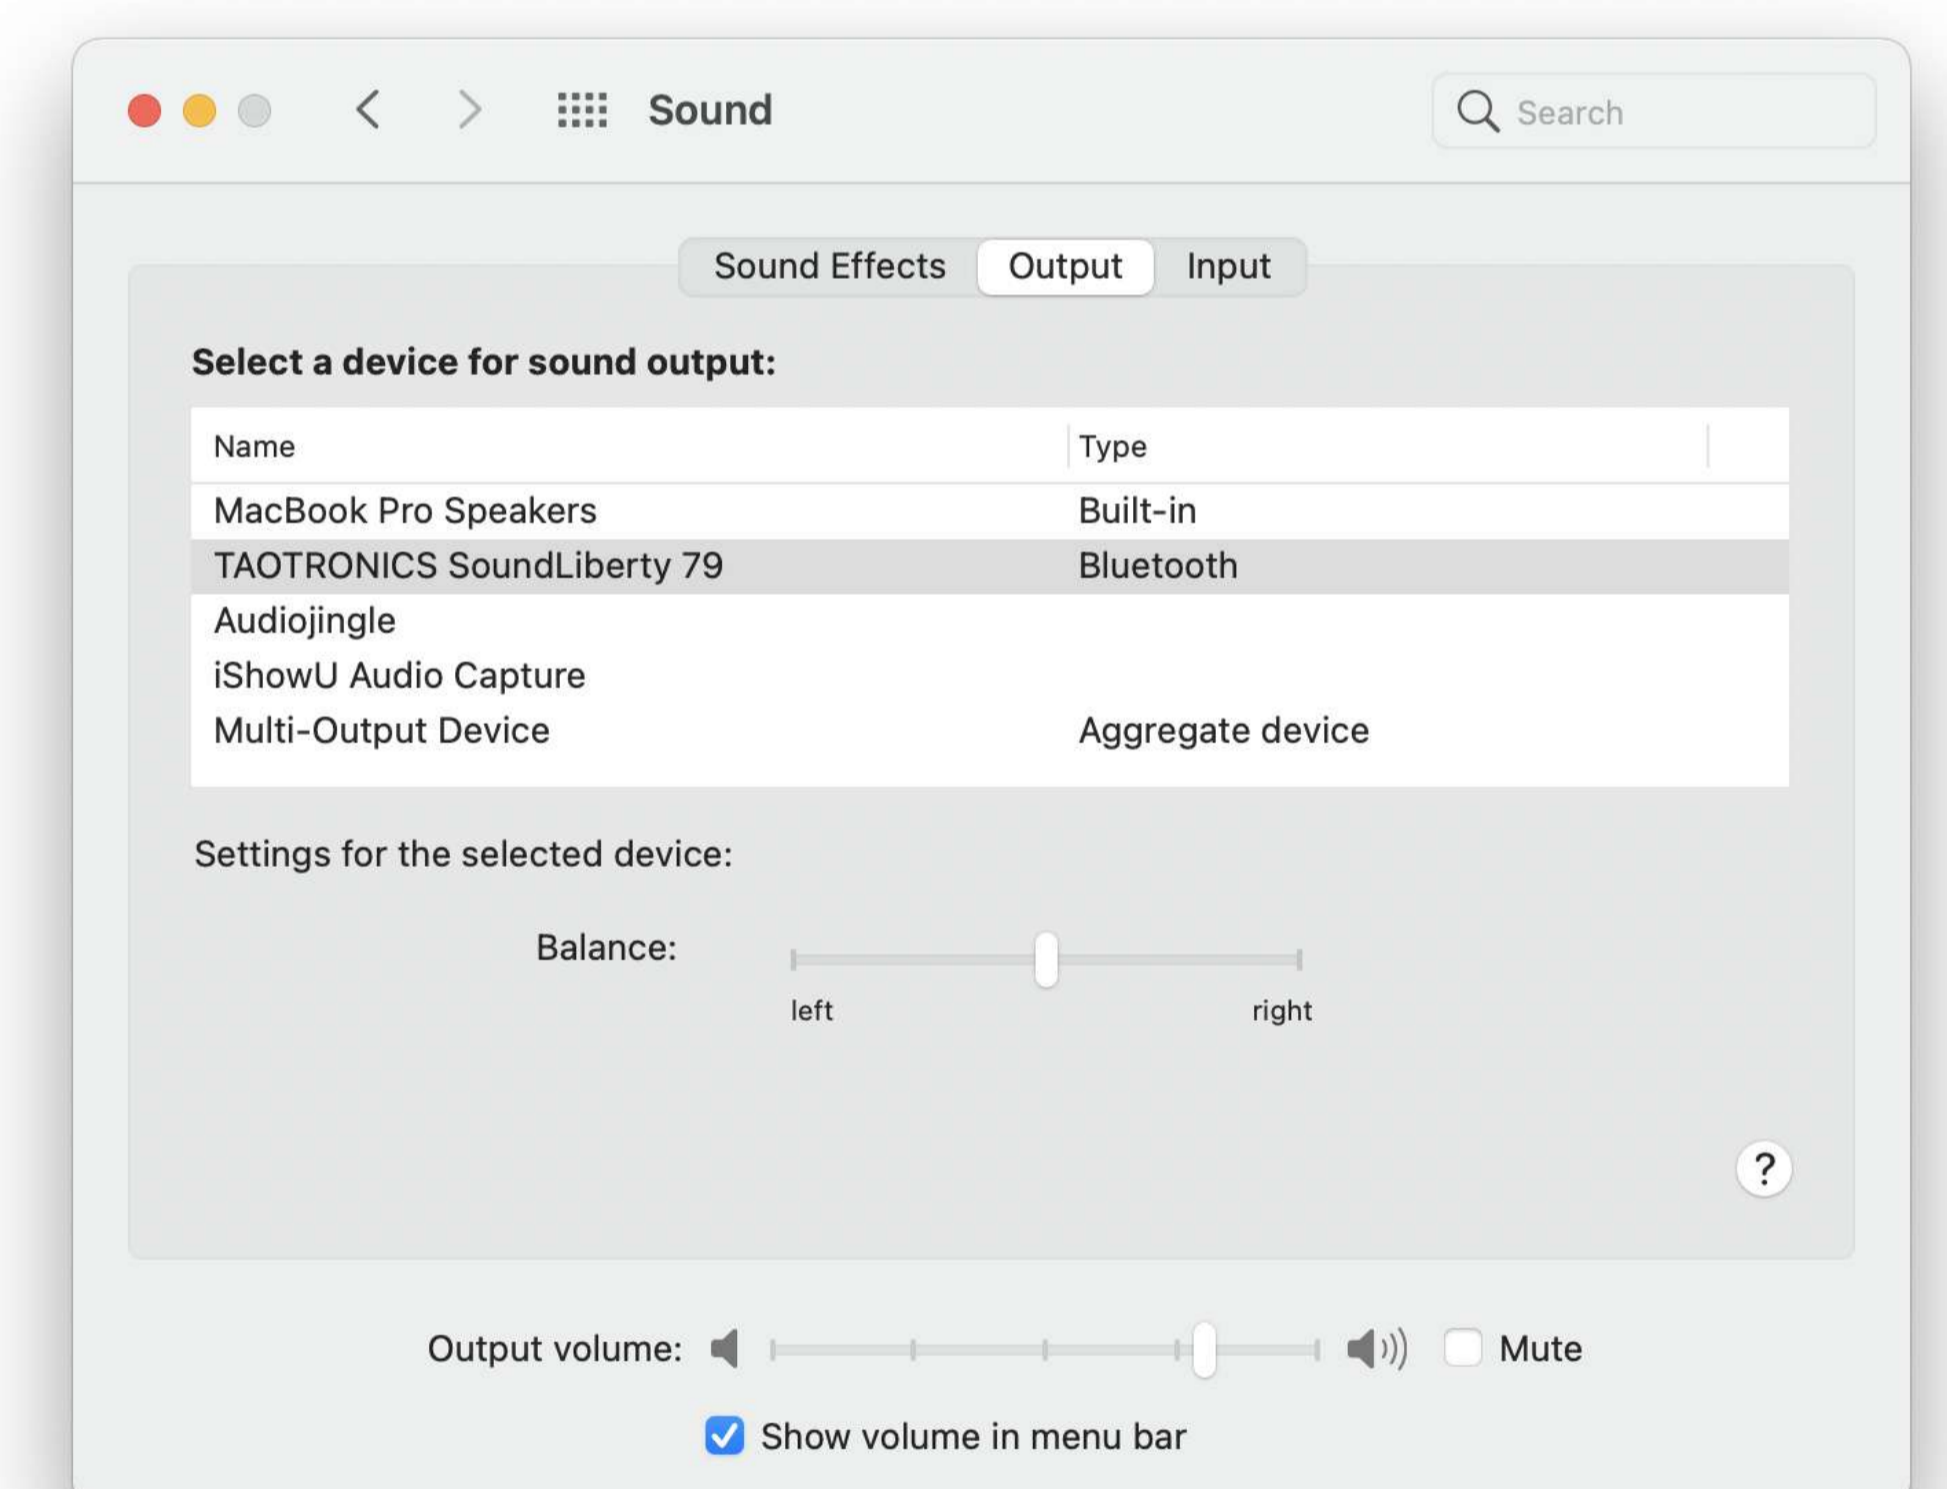 Sound
Search
Sound Effects Output Input
Select a device for sound output:
Name Type
MacBook Pro Speakers Built-in
TAOTRONICS SoundLiberty 79 Bluetooth
Audiojingle
iShowU Audio Capture
Multi-Output Device Aggregate device
Settings for the selected device:
Balance:
left right
?
Output volume: Mute
Show volume in menu bar